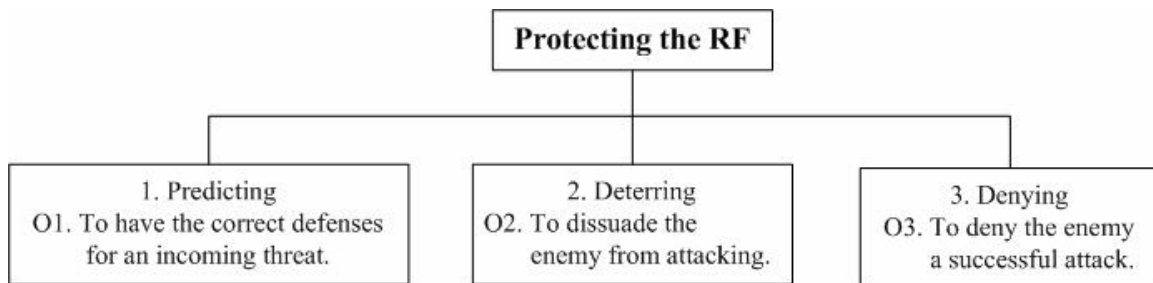 Protecting the RF
1. Predicting
O1. To have the correct defenses
for an incoming threat.
2. Deterring
O2. To dissuade the
enemy from attacking.
3. Denying
O3. To deny the enemy
a successful attack.